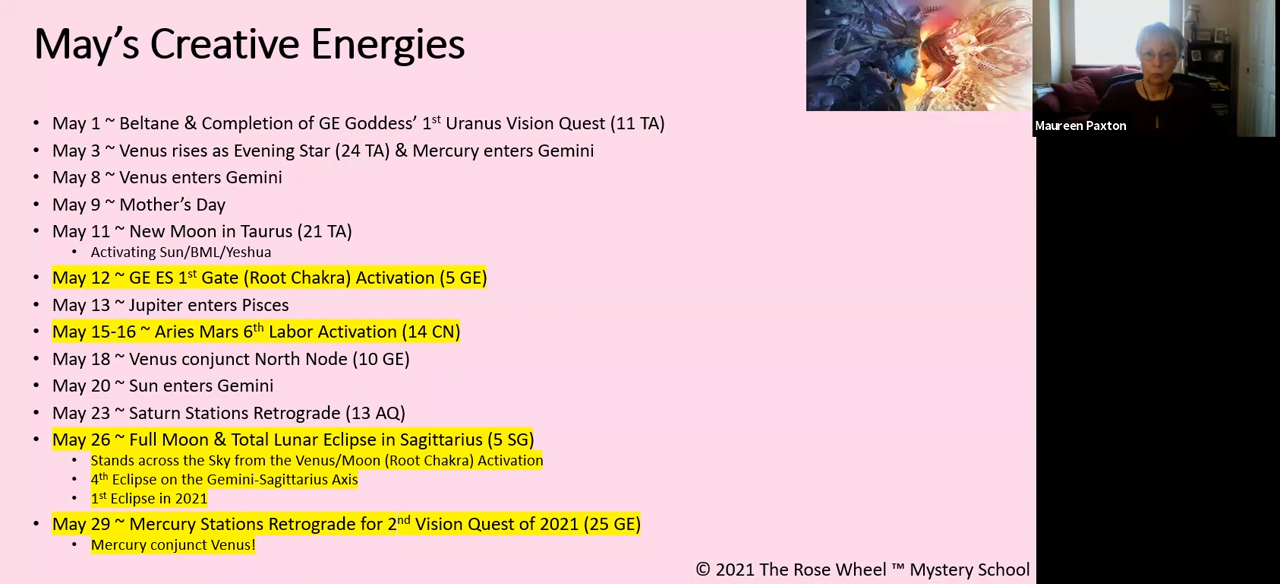 May's Creative Energies
Maureen Paxton
• May 1 ~ Beltane & Completion of GE Goddess' 1st Uranus Vision Quest (11 TA)
• May 3 ~ Venus rises as Evening Star (24 TA) & Mercury enters Gemini
• May 8 ~ Venus enters Gemini
• May 9 ~ Mother's Day
• May 11 ~ New Moon in Taurus (21 TA)
• Activating Sun/BML/Yeshua
• May 12 ~ GE ES 1st Gate (Root Chakra) Activation (5 GE)
• May 13 ~ Jupiter enters Pisces
• May 15-16 ~ Aries Mars 6th Labor Activation (14 CN)
• May 18 ~ Venus conjunct North Node (10 GE)
• May 20 ~ Sun enters Gemini
• May 23 ~ Saturn Stations Retrograde (13 AQ)
• May 26 ~ Full Moon & Total Lunar Eclipse in Sagittarius (5 SG)
• Stands across the Sky from the Venus/Moon (Root Chakra) Activation
• 4th Eclipse on the Gemini-Sagittarius Axis
• 1st Eclipse in 2021
• May 29 ~ Mercury Stations Retrograde for 2nd Vision Quest of 2021 (25 GE)
• Mercury conjunct Venus!
© 2021 The Rose Wheel ™ Mystery School